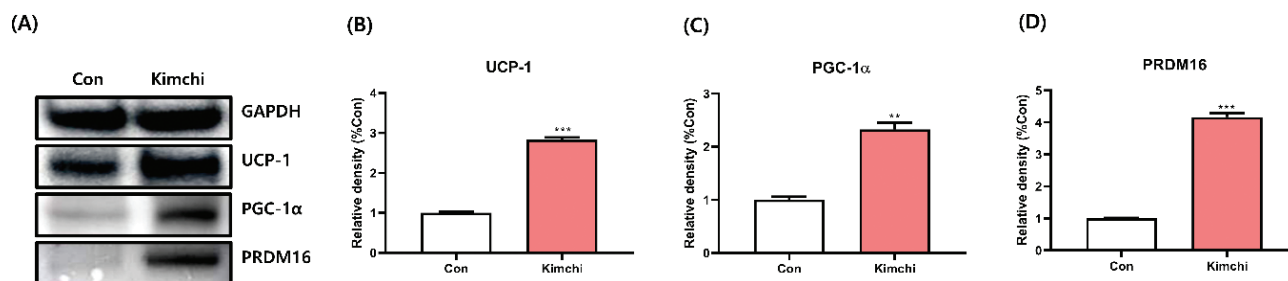 (A)
Con Kimchi
GAPDH
UCP-1
PGC-1α
PRDM16
(B)
UCP-1
Relative density (%Con)
4
3
2
1
0
***
Con Kimchi
(C)
PGC-1α
Relative density (%Con)
3
2
1
0
**
Con Kimchi
(D)
PRDM16
Relative density (%Con)
5
4
3
2
1
0
***
Con Kimchi